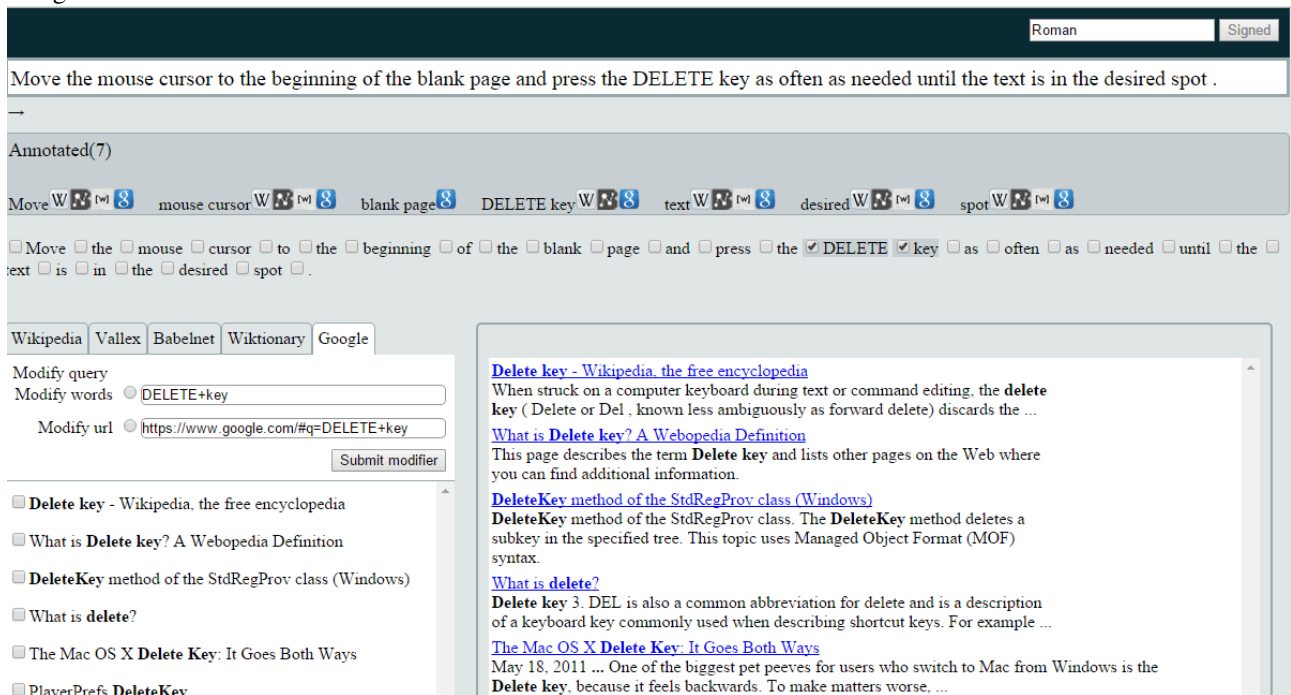 Roman Signed
Move the mouse cursor to the beginning of the blank page and press the DELETE key as often as needed until the text is in the desired spot .
→
Annotated(7)
Move W [w] 8 mouse cursor W [w] 8 blank page 8 DELETE key W 8 text W [w] 8 desired W [w] 8 spot W [w] 8
Move the mouse cursor to the beginning of the blank page and press the DELETE key as often as needed until the
text is in the desired spot .
Wikipedia Vallex Babelnet Wiktionary Google
Modify query
Modify words DELETE+key
Modify url https://www.google.com/#q=DELETE+key
Submit modifier
Delete key - Wikipedia, the free encyclopedia
What is Delete key? A Webopedia Definition
DeleteKey method of the StdRegProv class (Windows)
What is delete?
The Mac OS X Delete Key: It Goes Both Ways
PlayerPrefs DeleteKey
Delete key - Wikipedia, the free encyclopedia
When struck on a computer keyboard during text or command editing, the delete
key ( Delete or Del , known less ambiguously as forward delete) discards the ...
What is Delete key? A Webopedia Definition
This page describes the term Delete key and lists other pages on the Web where
you can find additional information.
DeleteKey method of the StdRegProv class (Windows)
DeleteKey method of the StdRegProv class. The DeleteKey method deletes a
subkey in the specified tree. This topic uses Managed Object Format (MOF)
syntax.
What is delete?
Delete key 3. DEL is also a common abbreviation for delete and is a description
of a keyboard key commonly used when describing shortcut keys. For example ...
The Mac OS X Delete Key: It Goes Both Ways
May 18, 2011 ... One of the biggest pet peeves for users who switch to Mac from Windows is the
Delete key, because it feels backwards. To make matters worse, ...